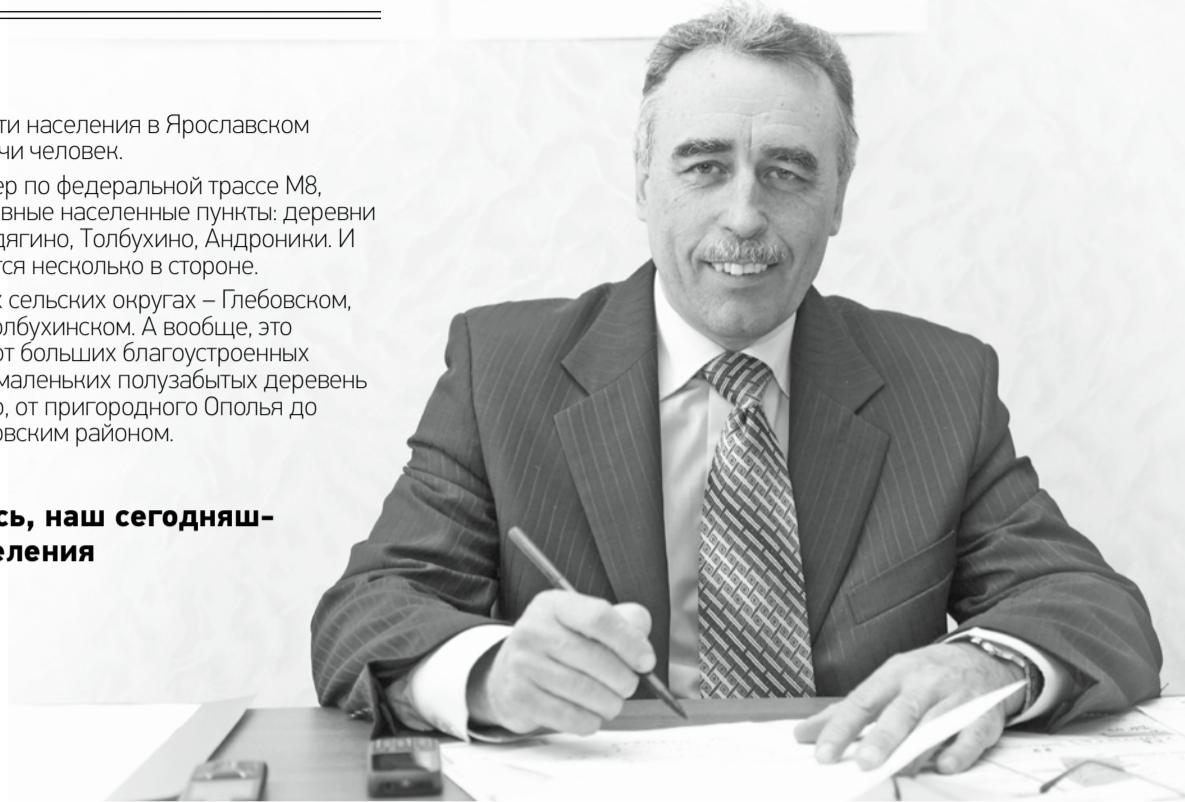 ти населения в Ярославском
чи человек.
ер по федеральной трассе М8,
вные населенные пункты: деревни
дягино, Толбухино, Андроники. И
тся несколько в стороне.
х сельских округах – Глебовском,
олбухинском. А вообще, это
от больших благоустроенных
маленьких полузабытых деревень
о, от пригородного Ополья до
овским районом.
сь, наш сегодняш-
еления